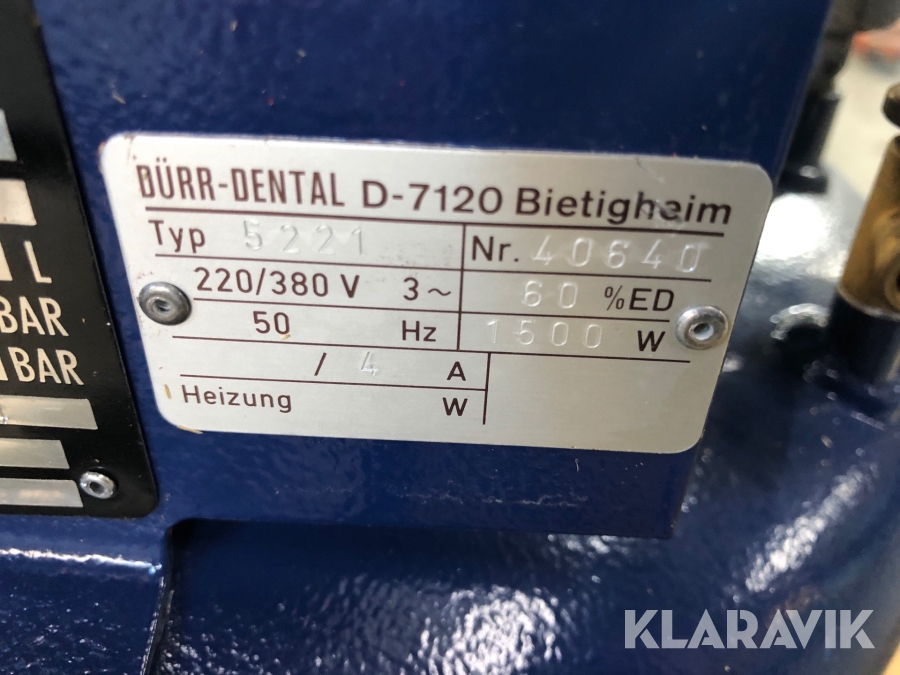 DÜRR-DENTAL D-7120 Bietigheim
Typ 5221 Nr. 40640
220/380 V 3~ 60 %ED
50 Hz 1500 W
/ 4 A
Heizung W
L
BAR
BAR
KLARAVIK